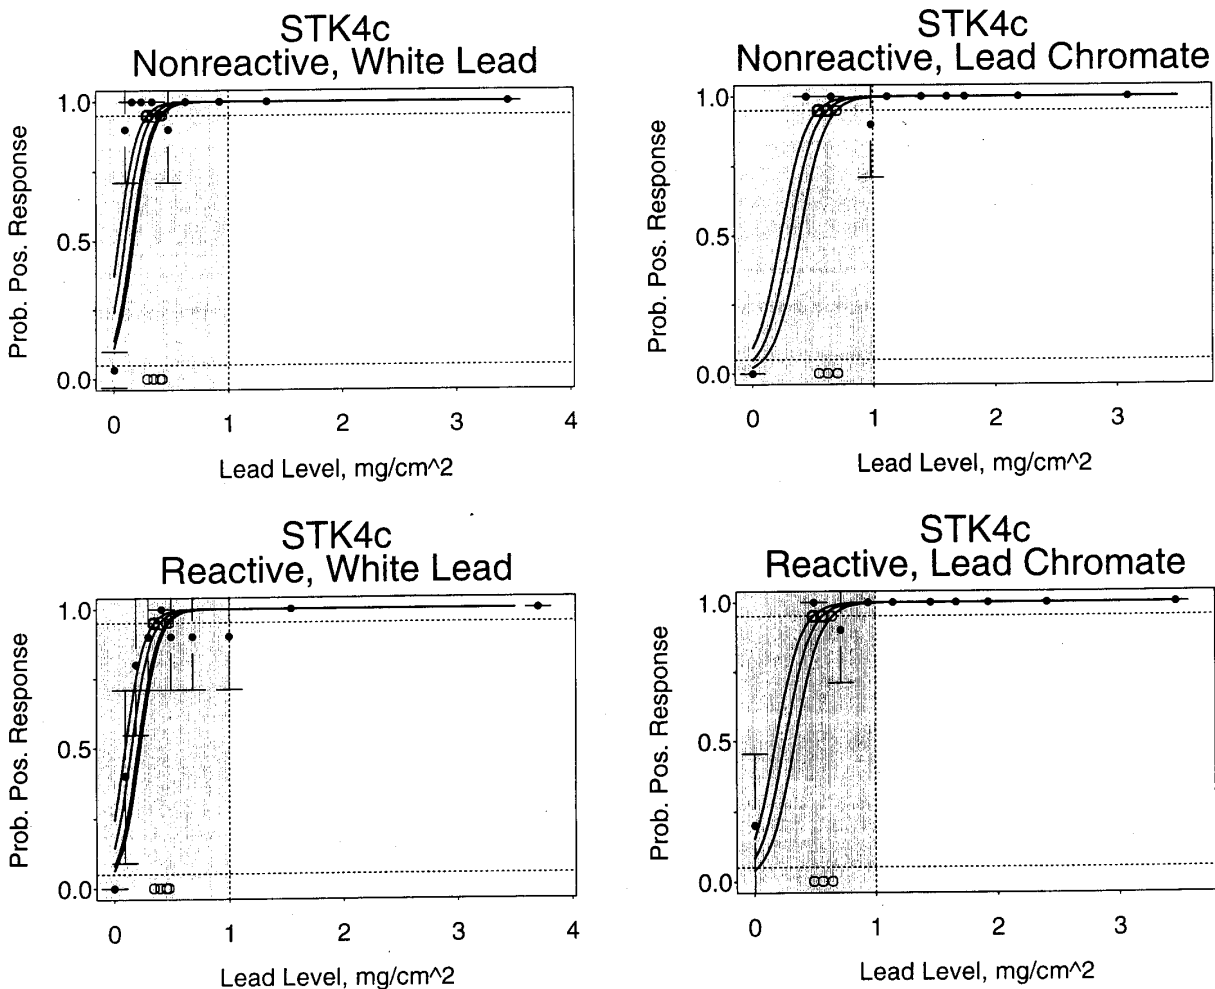 STK4c
Nonreactive, White Lead
Prob. Pos. Response
1.0
0.5
0.0
0 1 2 3 4
Lead Level, mg/cm^2
STK4c
Nonreactive, Lead Chromate
Prob. Pos. Response
1.0
0.5
0.0
0 1 2 3
Lead Level, mg/cm^2
STK4c
Reactive, White Lead
Prob. Pos. Response
1.0
0.5
0.0
0 1 2 3 4
Lead Level, mg/cm^2
STK4c
Reactive, Lead Chromate
Prob. Pos. Response
1.0
0.5
0.0
0 1 2 3
Lead Level, mg/cm^2